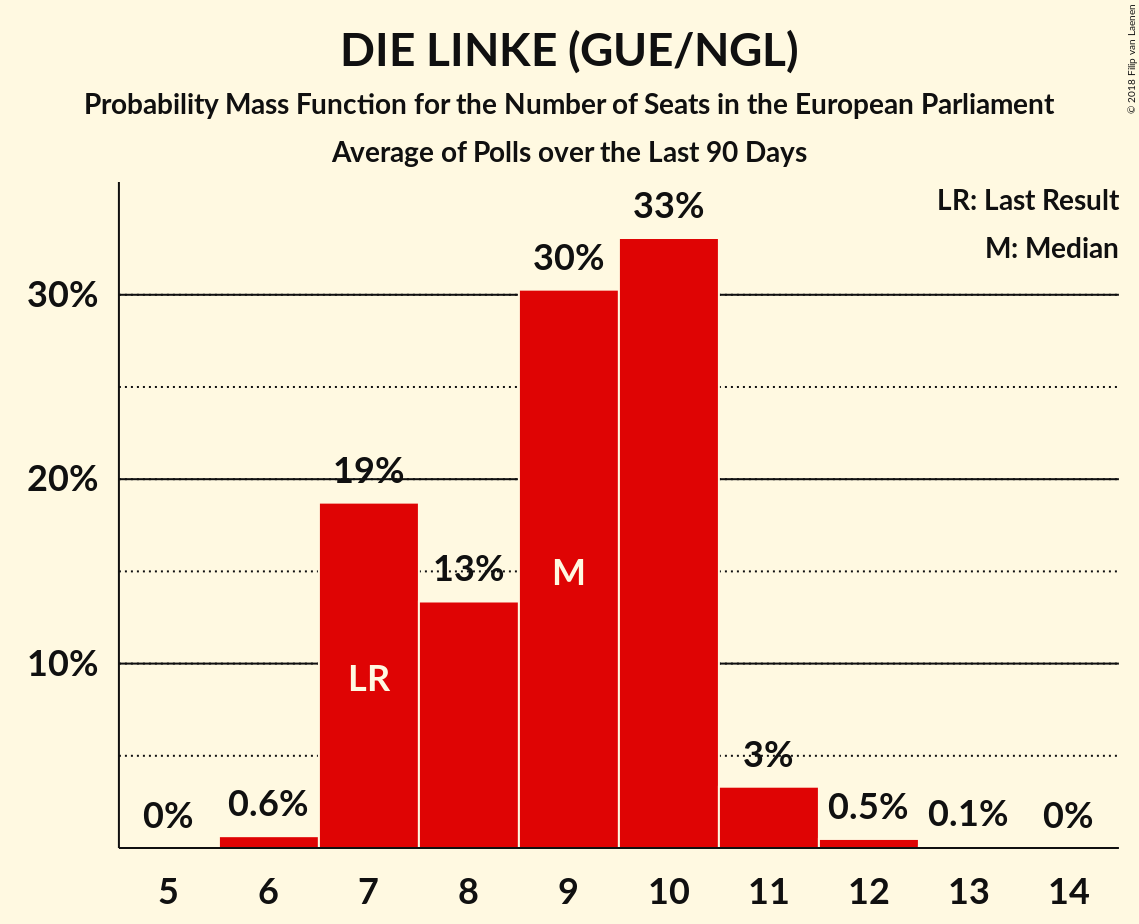 DIE LINKE (GUE/NGL)
Probability Mass Function for the Number of Seats in the European Parliament
Average of Polls over the Last 90 Days
© 2018 Filip van Laenen
LR: Last Result
M: Median
33%
30%
30%
19%
20%
13%
M
LR
10%
3%
0%
0.6%
0.5%
0.1%
0%
5 6 7 8 9 10 11 12 13 14